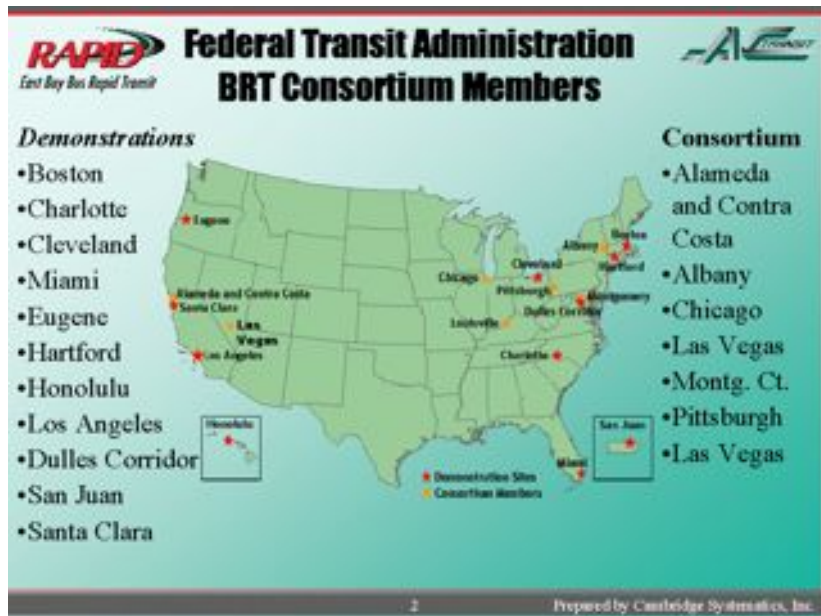 RAPID
East Bay Bus Rapid Transit
Federal Transit Administration
BRT Consortium Members
AC TRANSIT
Demonstrations
•Boston
•Charlotte
•Cleveland
•Miami
•Eugene
•Hartford
•Honolulu
•Los Angeles
•Dulles Corridor
•San Juan
•Santa Clara
Eugene
Alameda and Contra Costa
Santa Clara
Las
Vegas
Los Angeles
Honolulu
Chicago
Louisville
Cleveland
Pittsburgh
Albany
Boston
Hartford
Montgomery
Dulles Corridor
Charlotte
Miami
San Juan
Demonstration Sites
Consortium Members
Consortium
•Alameda
and Contra
Costa
•Albany
•Chicago
•Las Vegas
•Montg. Ct.
•Pittsburgh
•Las Vegas
2
Prepared by Cambridge Systematics, Inc.